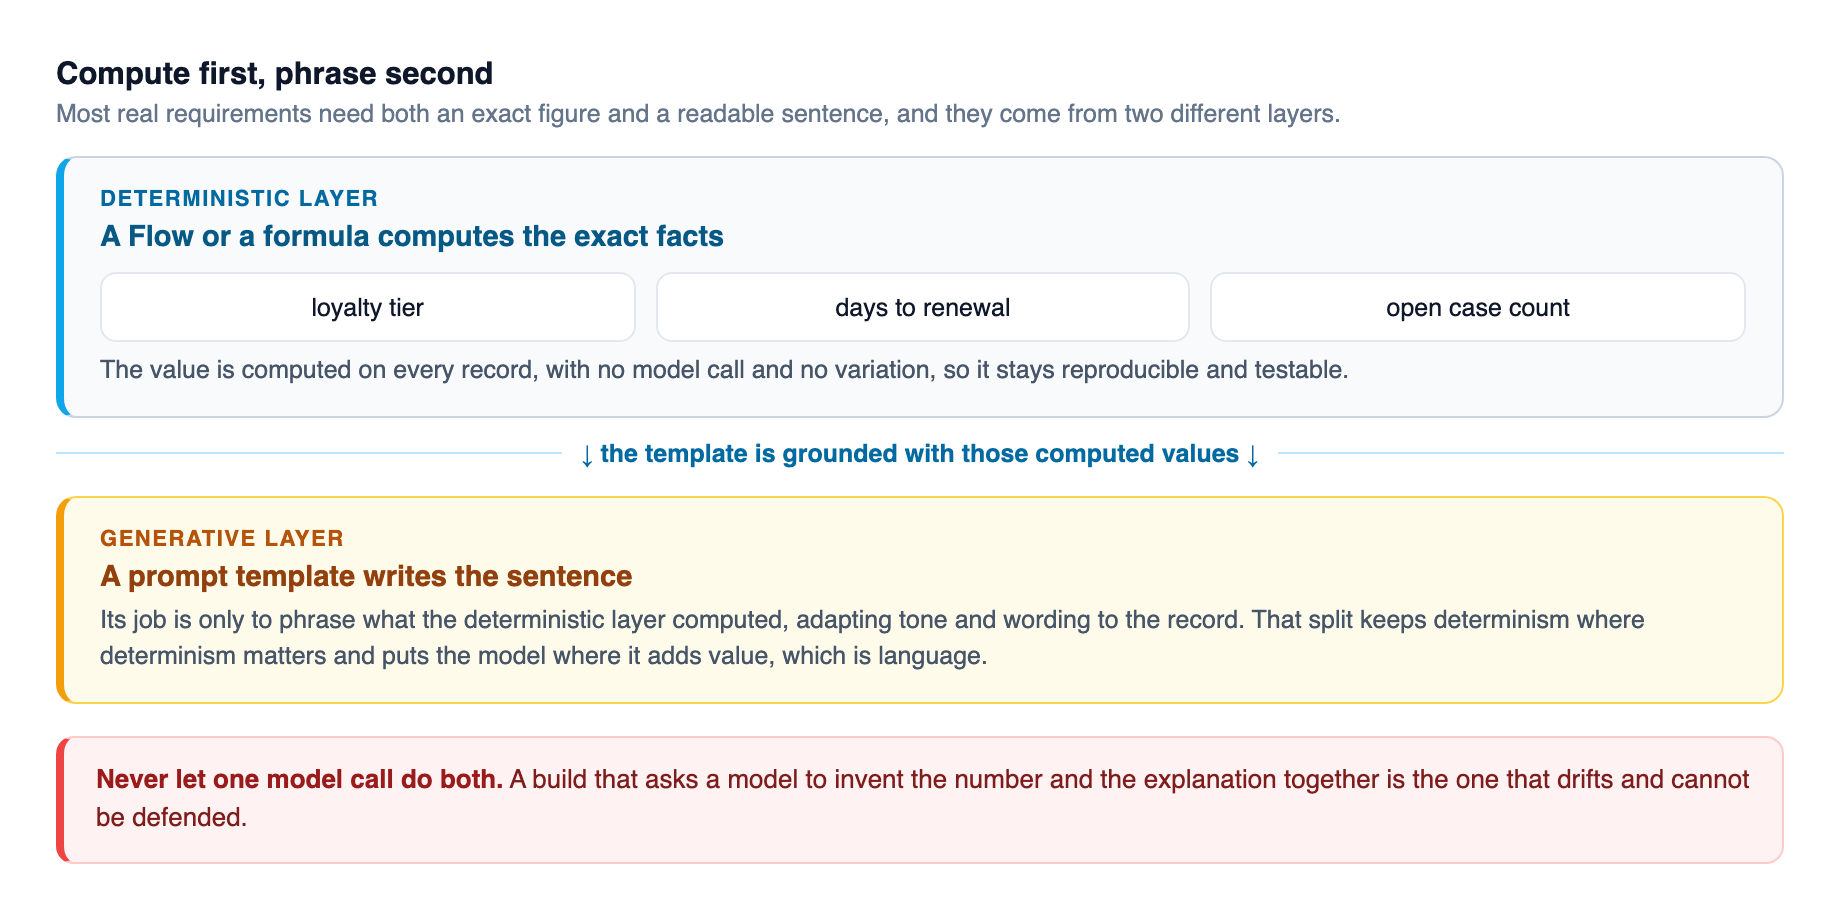 Compute first, phrase second
Most real requirements need both an exact figure and a readable sentence, and they come from two different layers.
DETERMINISTIC LAYER
A Flow or a formula computes the exact facts
loyalty tier
days to renewal
open case count
The value is computed on every record, with no model call and no variation, so it stays reproducible and testable.
↓ the template is grounded with those computed values ↓
GENERATIVE LAYER
A prompt template writes the sentence
Its job is only to phrase what the deterministic layer computed, adapting tone and wording to the record. That split keeps determinism where
determinism matters and puts the model where it adds value, which is language.
Never let one model call do both. A build that asks a model to invent the number and the explanation together is the one that drifts and cannot
be defended.